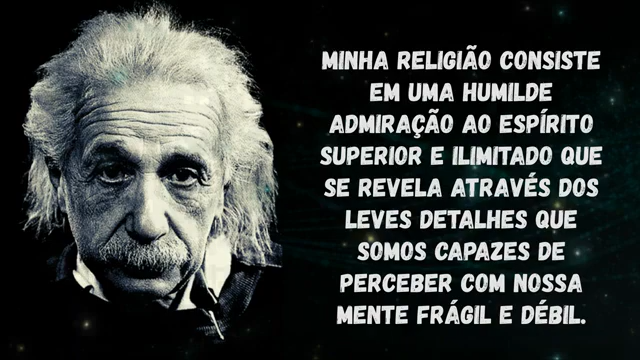 MINHA RELIGIÃO CONSISTE
EM UMA HUMILDE
ADMIRAÇÃO AO ESPÍRITO
SUPERIOR E ILIMITADO QUE
SE REVELA ATRAVÉS DOS
LEVES DETALHES QUE
SOMOS CAPAZES DE
PERCEBER COM NOSSA
MENTE FRÁGIL E DÉBIL.